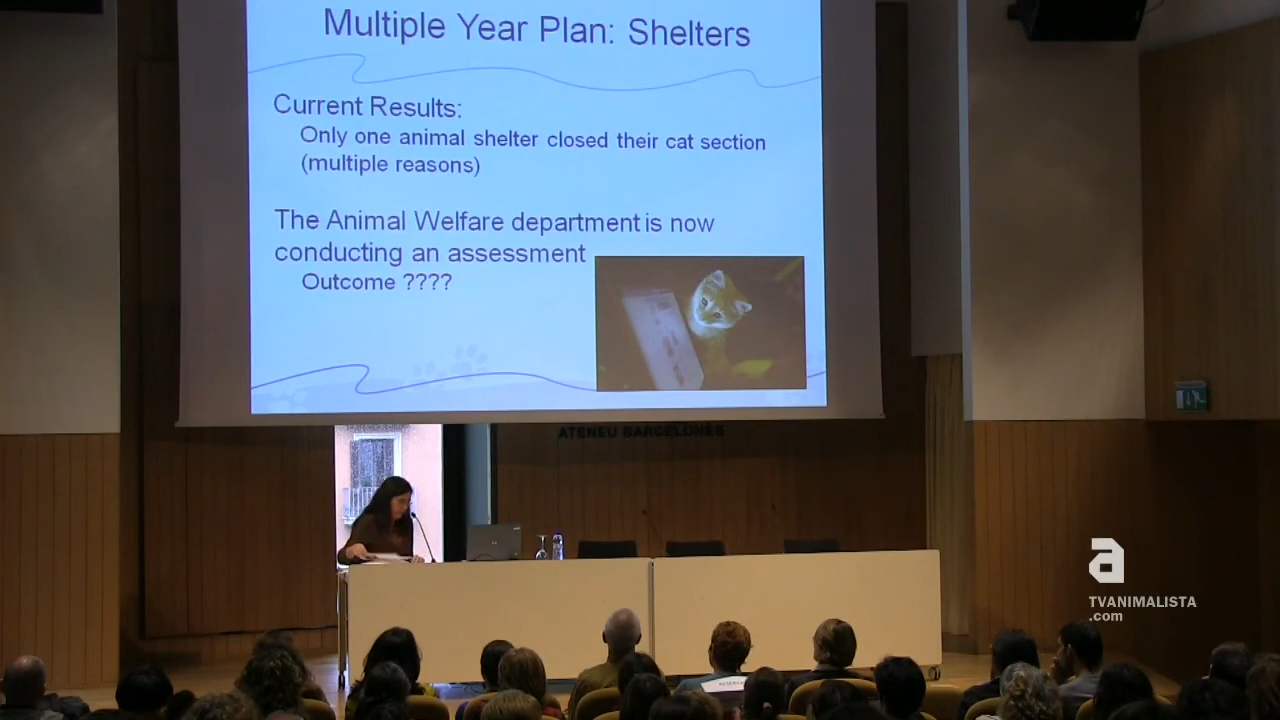 Multiple Year Plan: Shelters
Current Results:
Only one animal shelter closed their cat section
(multiple reasons)
The Animal Welfare department is now
conducting an assessment
Outcome ????
ATENEU BARCELONÈS
a
TVANIMALISTA
.com